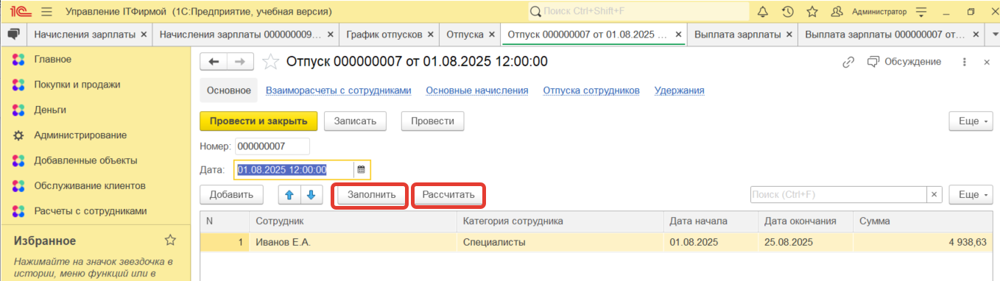 1С Управление ITФирмой (1С:Предприятие, учебная версия) Поиск Ctrl+Shift+F Администратор
Начисления зарплаты × Начисления зарплаты 000000009... × График отпусков × Отпуска × Отпуск 000000007 от 01.08.2025 ... × Выплата зарплаты × Выплата зарплаты 000000007 от... ×
Главное
Покупки и продажи
Деньги
Администрирование
Добавленные объекты
Обслуживание клиентов
Расчеты с сотрудниками
Избранное
Нажимайте на значок звездочка в
истории, меню функций или в
Отпуск 000000007 от 01.08.2025 12:00:00 Обсуждение
Основное Взаиморасчеты с сотрудниками Основные начисления Отпуска сотрудников Удержания
Провести и закрыть Записать Провести Еще
Номер: 000000007
Дата: 01.08.2025 12:00:00
Добавить Заполнить Рассчитать Поиск (Ctrl+F) × Еще
N Сотрудник Категория сотрудника Дата начала Дата окончания Сумма
1 Иванов Е.А. Специалисты 01.08.2025 25.08.2025 4 938,63